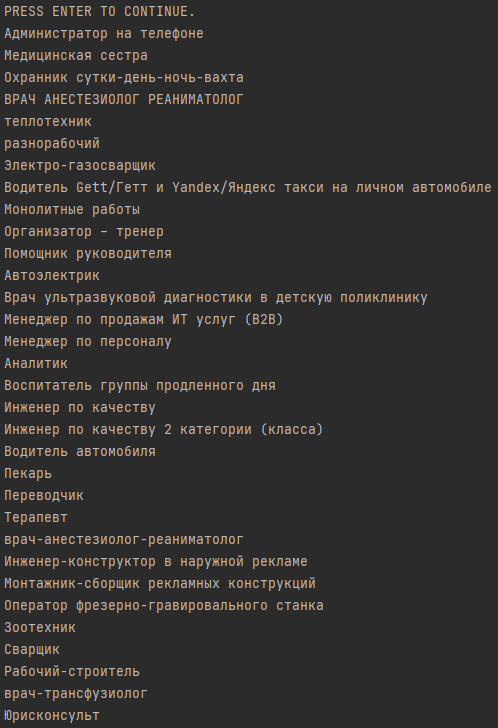 PRESS ENTER TO CONTINUE.
Администратор на телефоне
Медицинская сестра
Охранник сутки-день-ночь-вахта
ВРАЧ АНЕСТЕЗИОЛОГ РЕАНИМАТОЛОГ
теплотехник
разнорабочий
Электро-газосварщик
Водитель Gett/Гетт и Yandex/Яндекс такси на личном автомобиле
Монолитные работы
Организатор – тренер
Помощник руководителя
Автоэлектрик
Врач ультразвуковой диагностики в детскую поликлинику
Менеджер по продажам ИТ услуг (B2B)
Менеджер по персоналу
Аналитик
Воспитатель группы продленного дня
Инженер по качеству
Инженер по качеству 2 категории (класса)
Водитель автомобиля
Пекарь
Переводчик
Терапевт
врач-анестезиолог-реаниматолог
Инженер-конструктор в наружной рекламе
Монтажник-сборщик рекламных конструкций
Оператор фрезерно-гравировального станка
Зоотехник
Сварщик
Рабочий-строитель
врач-трансфузиолог
Юрисконсульт